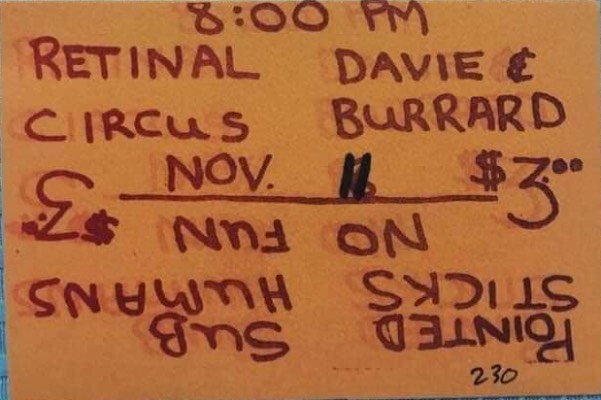 8:00 PM
RETINAL DAVIE &
CIRCUS BURRARD
NOV. 11 $3.00
POINTED SUB
STICKS HUMANS
NO FUN $3.00
230